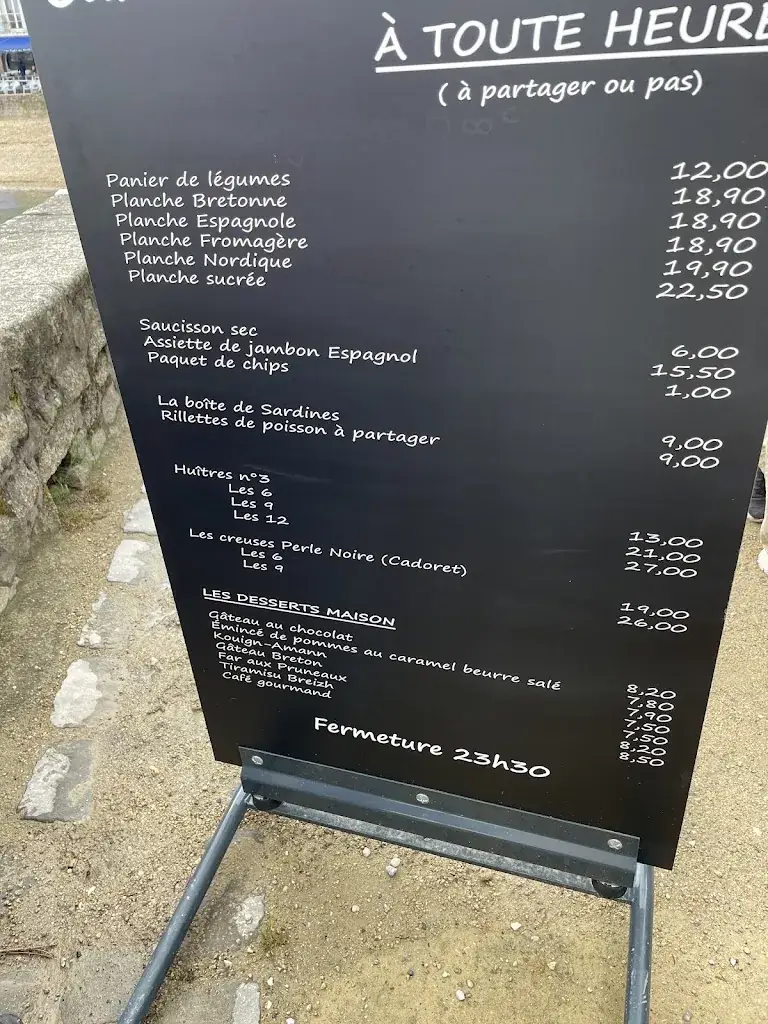 À TOUTE HEURE
( à partager ou pas)
Panier de légumes 12,00
Planche Bretonne 18,90
Planche Espagnole 18,90
Planche Fromagère 18,90
Planche Nordique 19,90
Planche sucrée 22,50
Saucisson sec 6,00
Assiette de jambon Espagnol 15,50
Paquet de chips 1,00
La boîte de Sardines 9,00
Rillettes de poisson à partager 9,00
Huîtres n°3
Les 6 13,00
Les 9 21,00
Les 12 27,00
Les creuses Perle Noire (Cadoret)
Les 6 19,00
Les 9 26,00
LES DESSERTS MAISON
Gâteau au chocolat 8,20
Émincé de pommes au caramel beurre salé 7,80
Kouign-Amann 7,90
Gâteau Breton 7,50
Far aux Pruneaux 7,50
Tiramisu Breizh 8,20
Café gourmand 8,50
Fermeture 23h30